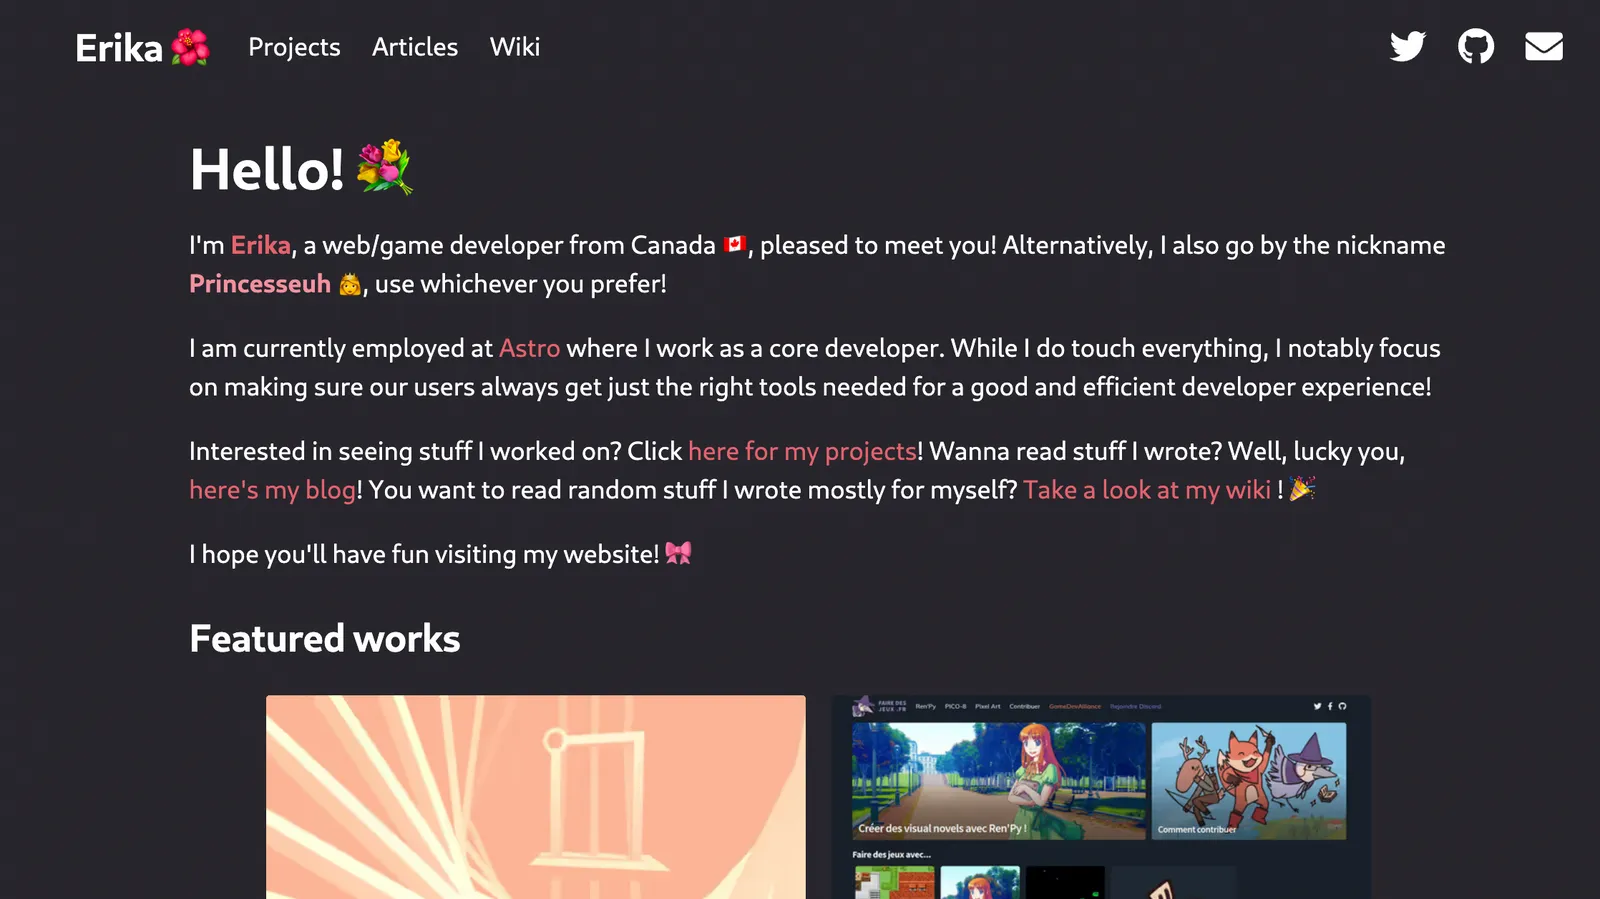 Erika
Projects
Articles
Wiki
Hello!
I'm Erika, a web/game developer from Canada 🇨🇦, pleased to meet you! Alternatively, I also go by the nickname
Princesseuh 👸, use whichever you prefer!
I am currently employed at Astro where I work as a core developer. While I do touch everything, I notably focus
on making sure our users always get just the right tools needed for a good and efficient developer experience!
Interested in seeing stuff I worked on? Click here for my projects! Wanna read stuff I wrote? Well, lucky you,
here's my blog! You want to read random stuff I wrote mostly for myself? Take a look at my wiki ! 🎉
I hope you'll have fun visiting my website! 🎀
Featured works
FAIRE DES
JEUX .FR
Ren'Py
PICO-8
Pixel Art
Contribuer
GameDevAlliance
Rejoindre Discord
Créer des visual novels avec Ren'Py !
Comment contribuer
Faire des jeux avec...